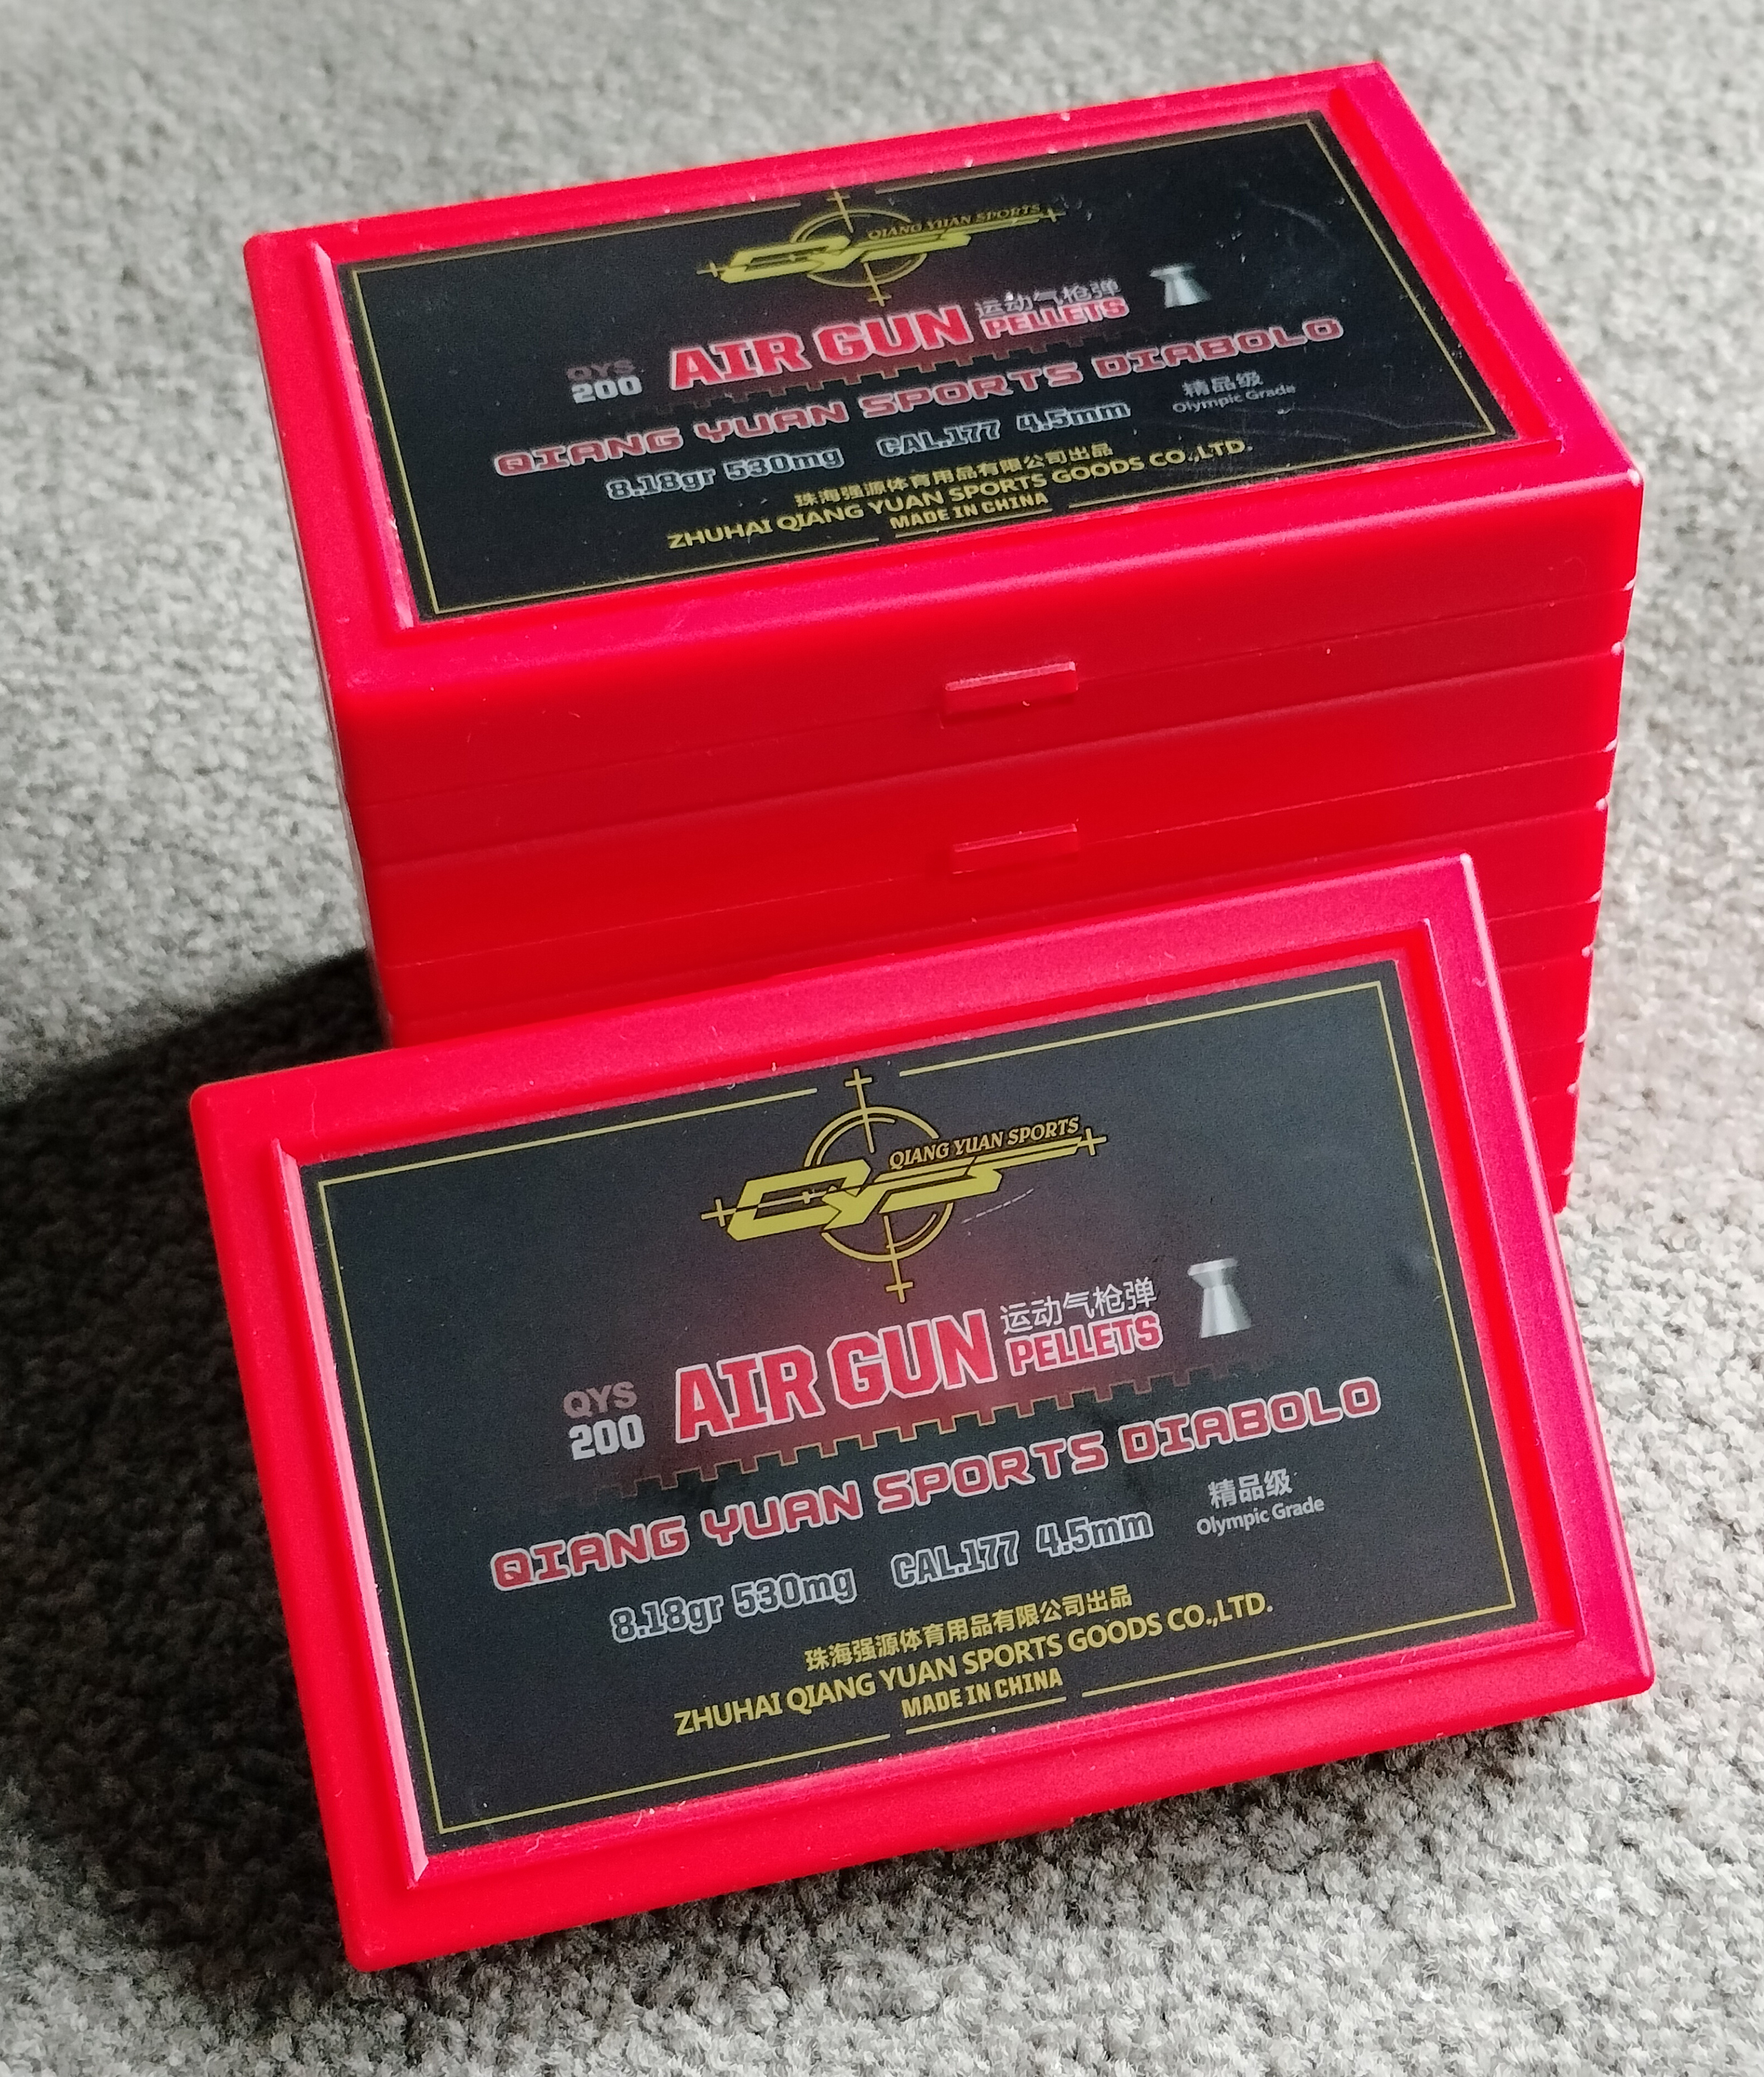 QIANG YUAN SPORTS
QYS
运动气枪弹
QYS
200
AIR GUN PELLETS
QIANG YUAN SPORTS DIABOLO
8.18gr 530mg CAL.177 4.5mm
精品级
Olympic Grade
珠海强源体育用品有限公司出品
ZHUHAI QIANG YUAN SPORTS GOODS CO.,LTD.
MADE IN CHINA
QIANG YUAN SPORTS
QYS
运动气枪弹
QYS
200
AIR GUN PELLETS
QIANG YUAN SPORTS DIABOLO
8.18gr 530mg CAL.177 4.5mm
精品级
Olympic Grade
珠海强源体育用品有限公司出品
ZHUHAI QIANG YUAN SPORTS GOODS CO.,LTD.
MADE IN CHINA